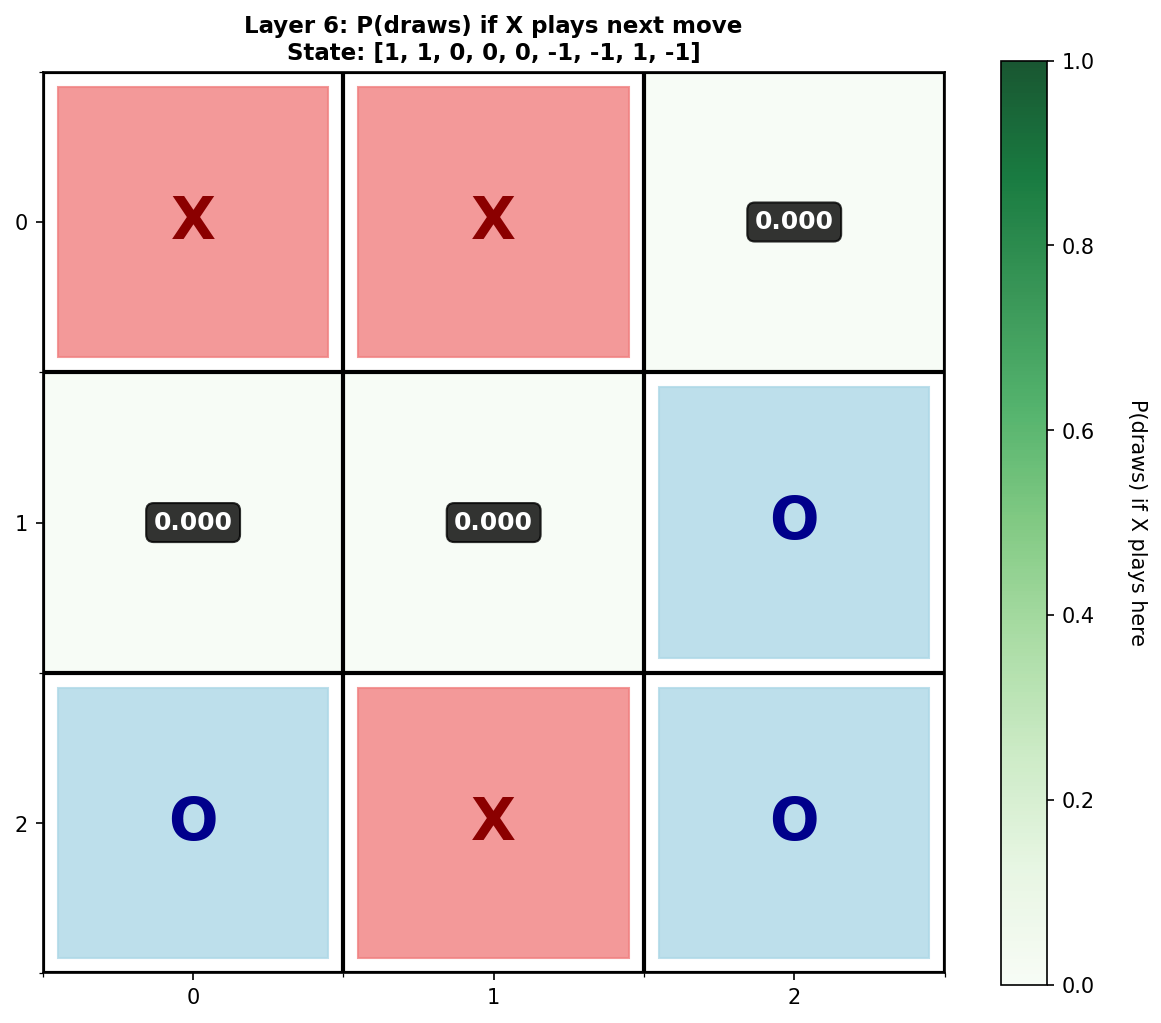 Layer 6: P(draws) if X plays next move
State: [1, 1, 0, 0, 0, -1, -1, 1, -1]
X
X
0.000
0.000
0.000
O
O
X
O
0
1
2
0
1
2
1.0
0.8
0.6
0.4
0.2
0.0
P(draws) if X plays here